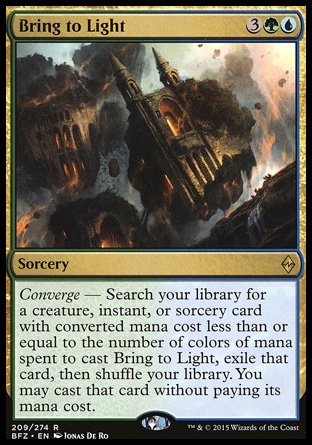 Bring to Light 3
Sorcery
Converge — Search your library for
a creature, instant, or sorcery card
with converted mana cost less than or
equal to the number of colors of mana
spent to cast Bring to Light, exile that
card, then shuffle your library. You
may cast that card without paying its
mana cost.
209/274 R
BFZ • EN Jonas De Ro ™ & © 2015 Wizards of the Coast